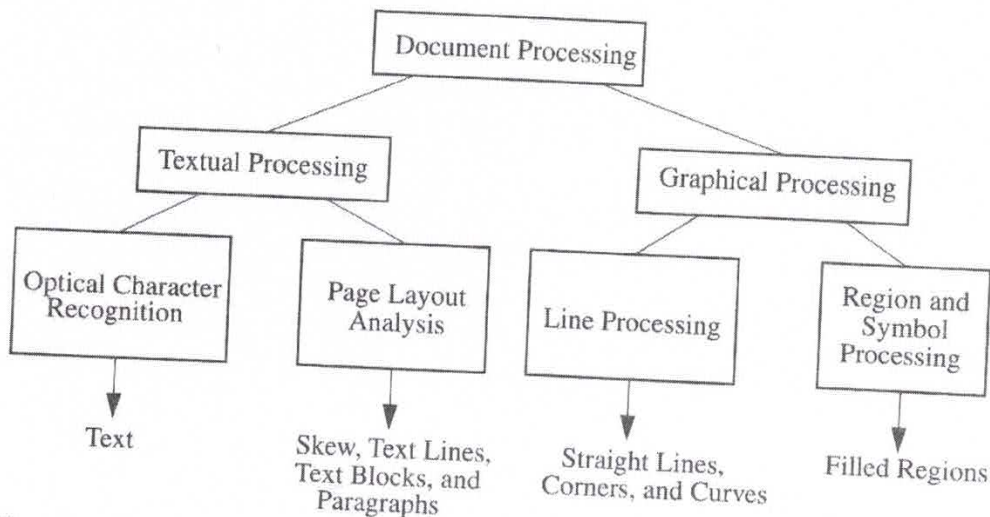 Document Processing
Textual Processing
Graphical Processing
Optical Character
Recognition
Page Layout
Analysis
Line Processing
Region and
Symbol
Processing
Text
Skew, Text Lines,
Text Blocks, and
Paragraphs
Straight Lines,
Corners, and Curves
Filled Regions